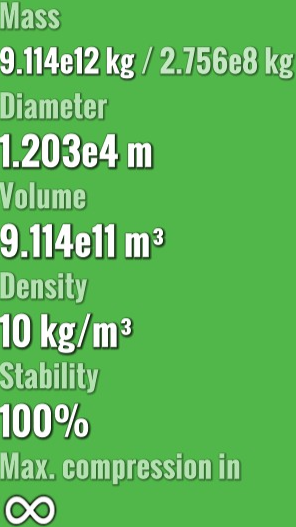 Mass
9.114e12 kg / 2.756e8 kg
Diameter
1.203e4 m
Volume
9.114e11 m³
Density
10 kg/m³
Stability
100%
Max. compression in
∞